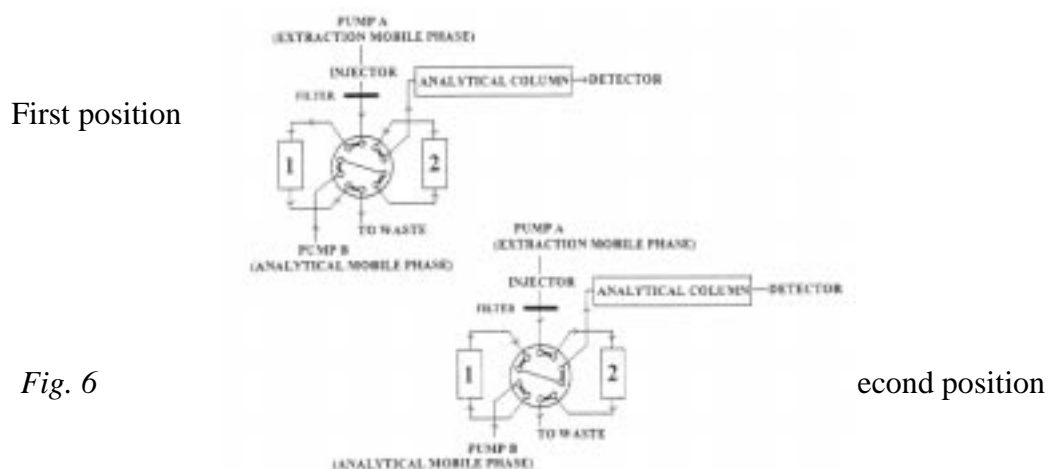 PUMP A
(EXTRACTION MOBILE PHASE)
INJECTOR
ANALYTICAL COLUMN
DETECTOR
FILTER
First position
1
2
TO WASTE
PUMP B
(ANALYTICAL MOBILE PHASE)
PUMP A
(EXTRACTION MOBILE PHASE)
INJECTOR
ANALYTICAL COLUMN
DETECTOR
FILTER
1
2
Fig. 6
econd position
TO WASTE
PUMP B
(ANALYTICAL MOBILE PHASE)